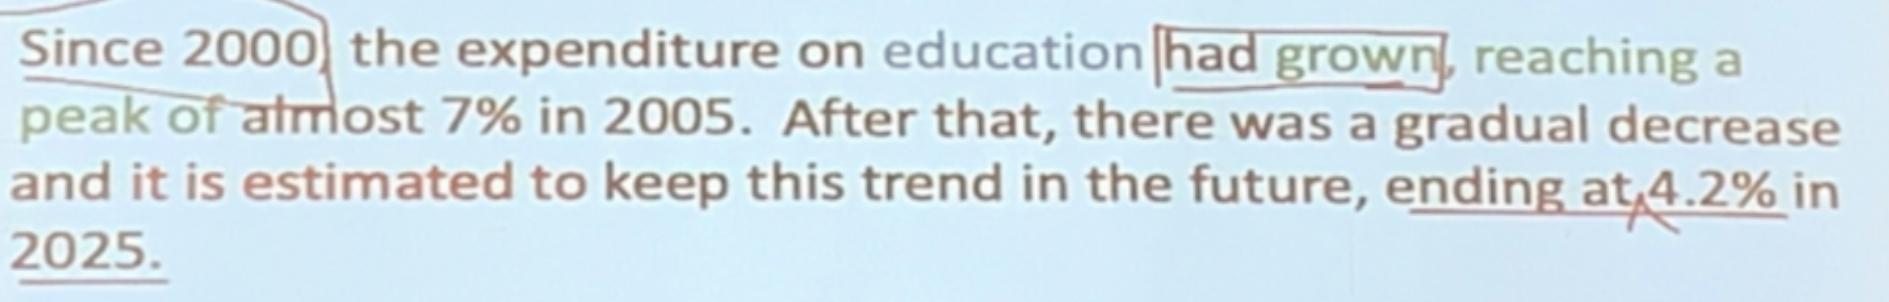 Since 2000, the expenditure on education had grown, reaching a
peak of almost 7% in 2005. After that, there was a gradual decrease
and it is estimated to keep this trend in the future, ending at 4.2% in
2025.